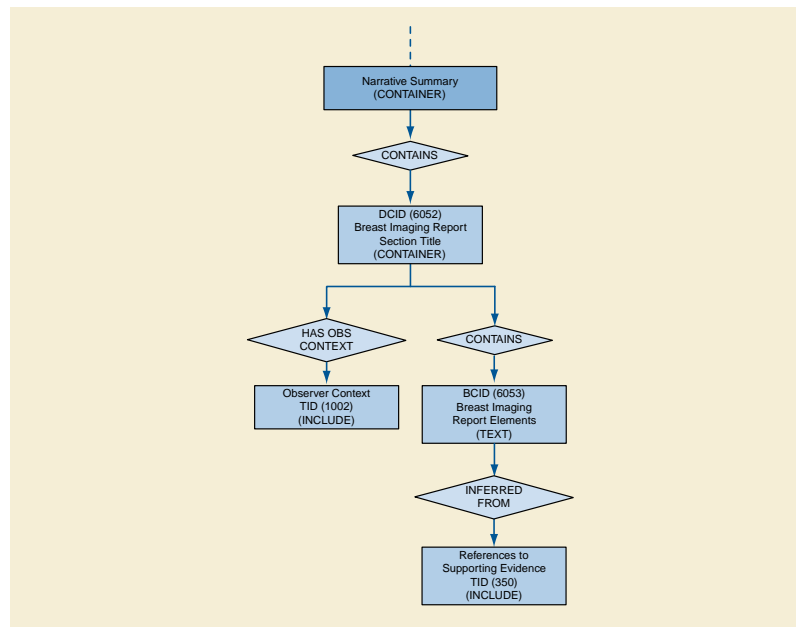 Narrative Summary
(CONTAINER)
CONTAINS
DCID (6052)
Breast Imaging Report
Section Title
(CONTAINER)
HAS OBS
CONTEXT
CONTAINS
Observer Context
TID (1002)
(INCLUDE)
BCID (6053)
Breast Imaging
Report Elements
(TEXT)
INFERRED
FROM
References to
Supporting Evidence
TID (350)
(INCLUDE)